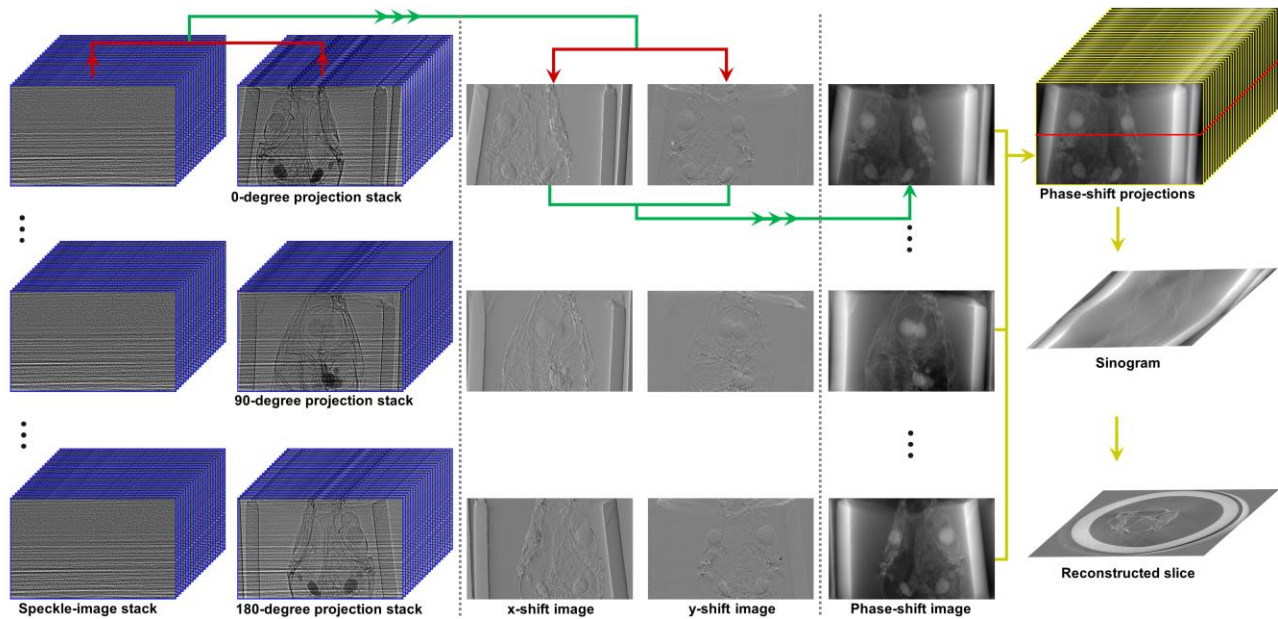 0-degree projection stack
Phase-shift projections
90-degree projection stack
Sinogram
Reconstructed slice
Speckle-image stack
180-degree projection stack
x-shift image
y-shift image
Phase-shift image